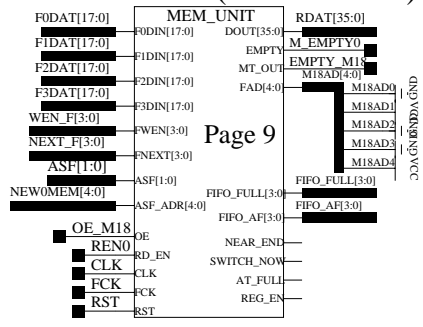 MEM_UNIT
F0DAT[17:0]
F0DIN[17:0]
F1DAT[17:0]
F1DIN[17:0]
F2DAT[17:0]
F2DIN[17:0]
F3DAT[17:0]
F3DIN[17:0]
WEN_F[3:0]
FWEN[3:0]
NEXT_F[3:0]
FNEXT[3:0]
ASF[1:0]
ASF[1:0]
NEW0MEM[4:0]
ASF_ADR[4:0]
OE_M18
OE
REN0
RD_EN
CLK
CLK
FCK
FCK
RST
RST
Page 9
DOUT[35:0]
RDAT[35:0]
EMPTY
M_EMPTY0
MT_OUT
EMPTY_M18
FAD[4:0]
M18AD[4:0]
M18AD0
M18AD1
M18AD2
M18AD3
M18AD4
GND
VCC
FIFO_FULL[3:0]
FIFO_FULL[3:0]
FIFO_AF[3:0]
FIFO_AF[3:0]
NEAR_END
SWITCH_NOW
AT_FULL
REG_EN